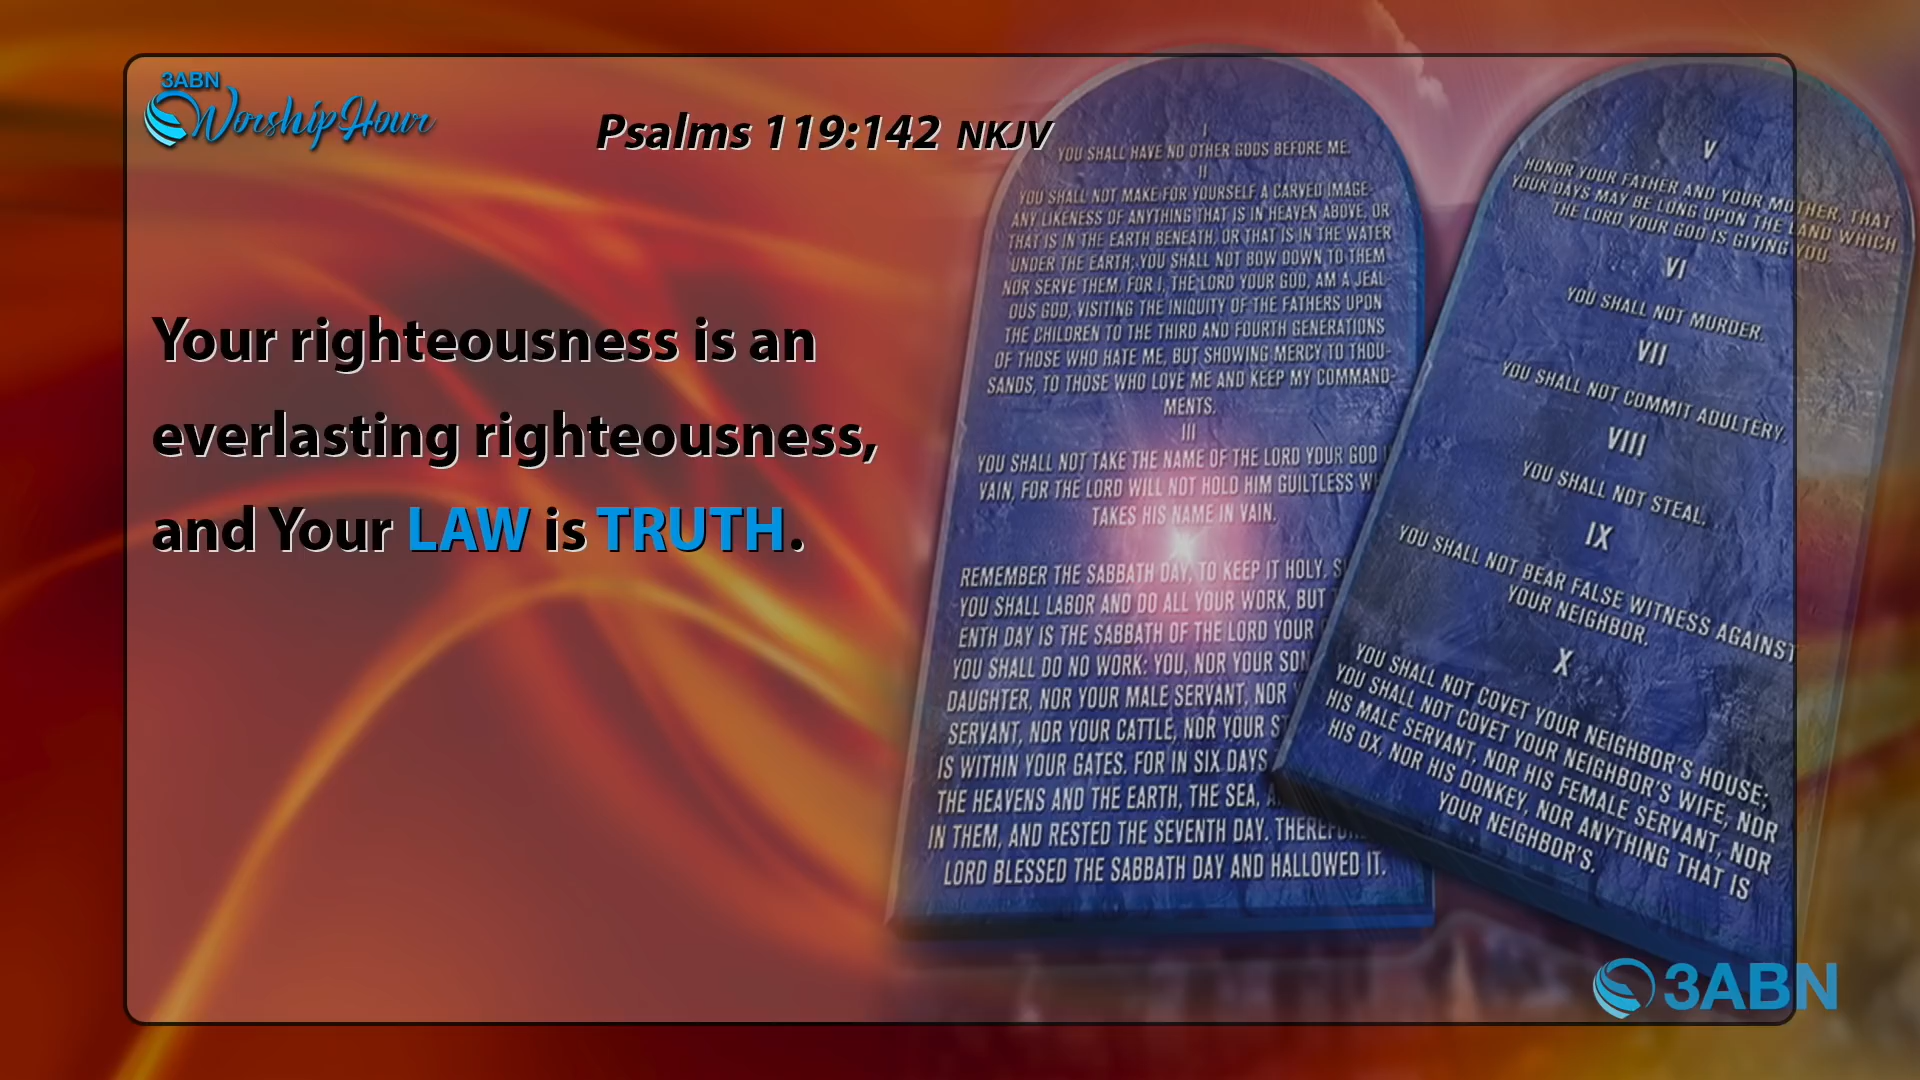 3ABN
Worship Hour
Psalms 119:142 NKJV
Your righteousness is an
everlasting righteousness,
and Your LAW is TRUTH.
I
YOU SHALL HAVE NO OTHER GODS BEFORE ME.
II
YOU SHALL NOT MAKE FOR YOURSELF A CARVED IMAGE-
ANY LIKENESS OF ANYTHING THAT IS IN HEAVEN ABOVE, OR
THAT IS IN THE EARTH BENEATH, OR THAT IS IN THE WATER
UNDER THE EARTH; YOU SHALL NOT BOW DOWN TO THEM
NOR SERVE THEM. FOR I, THE LORD YOUR GOD, AM A JEAL-
OUS GOD, VISITING THE INIQUITY OF THE FATHERS UPON
THE CHILDREN TO THE THIRD AND FOURTH GENERATIONS
OF THOSE WHO HATE ME, BUT SHOWING MERCY TO THOU-
SANDS, TO THOSE WHO LOVE ME AND KEEP MY COMMAND-
MENTS.
III
YOU SHALL NOT TAKE THE NAME OF THE LORD YOUR GOD
VAIN, FOR THE LORD WILL NOT HOLD HIM GUILTLESS
TAKES HIS NAME IN VAIN.
REMEMBER THE SABBATH DAY, TO KEEP IT HOLY.
YOU SHALL LABOR AND DO ALL YOUR WORK, BUT
ENTH DAY IS THE SABBATH OF THE LORD YOUR
YOU SHALL DO NO WORK: YOU, NOR YOUR SON
DAUGHTER, NOR YOUR MALE SERVANT, NOR
SERVANT, NOR YOUR CATTLE, NOR YOUR
IS WITHIN YOUR GATES. FOR IN SIX DAYS
THE HEAVENS AND THE EARTH, THE SEA,
IN THEM, AND RESTED THE SEVENTH DAY.
LORD BLESSED THE SABBATH DAY AND HALLOWED IT.
V
HONOR YOUR FATHER AND YOUR MOTHER, THAT
YOUR DAYS MAY BE LONG UPON THE LAND WHICH
THE LORD YOUR GOD IS GIVING YOU.
VI
YOU SHALL NOT MURDER.
VII
YOU SHALL NOT COMMIT ADULTERY.
VIII
YOU SHALL NOT STEAL.
IX
YOU SHALL NOT BEAR FALSE WITNESS AGAINST
YOUR NEIGHBOR.
X
YOU SHALL NOT COVET YOUR NEIGHBOR'S HOUSE;
YOU SHALL NOT COVET YOUR NEIGHBOR'S WIFE, NOR
HIS MALE SERVANT, NOR HIS FEMALE SERVANT, NOR
HIS OX, NOR HIS DONKEY, NOR ANYTHING THAT IS
YOUR NEIGHBOR'S.
3ABN